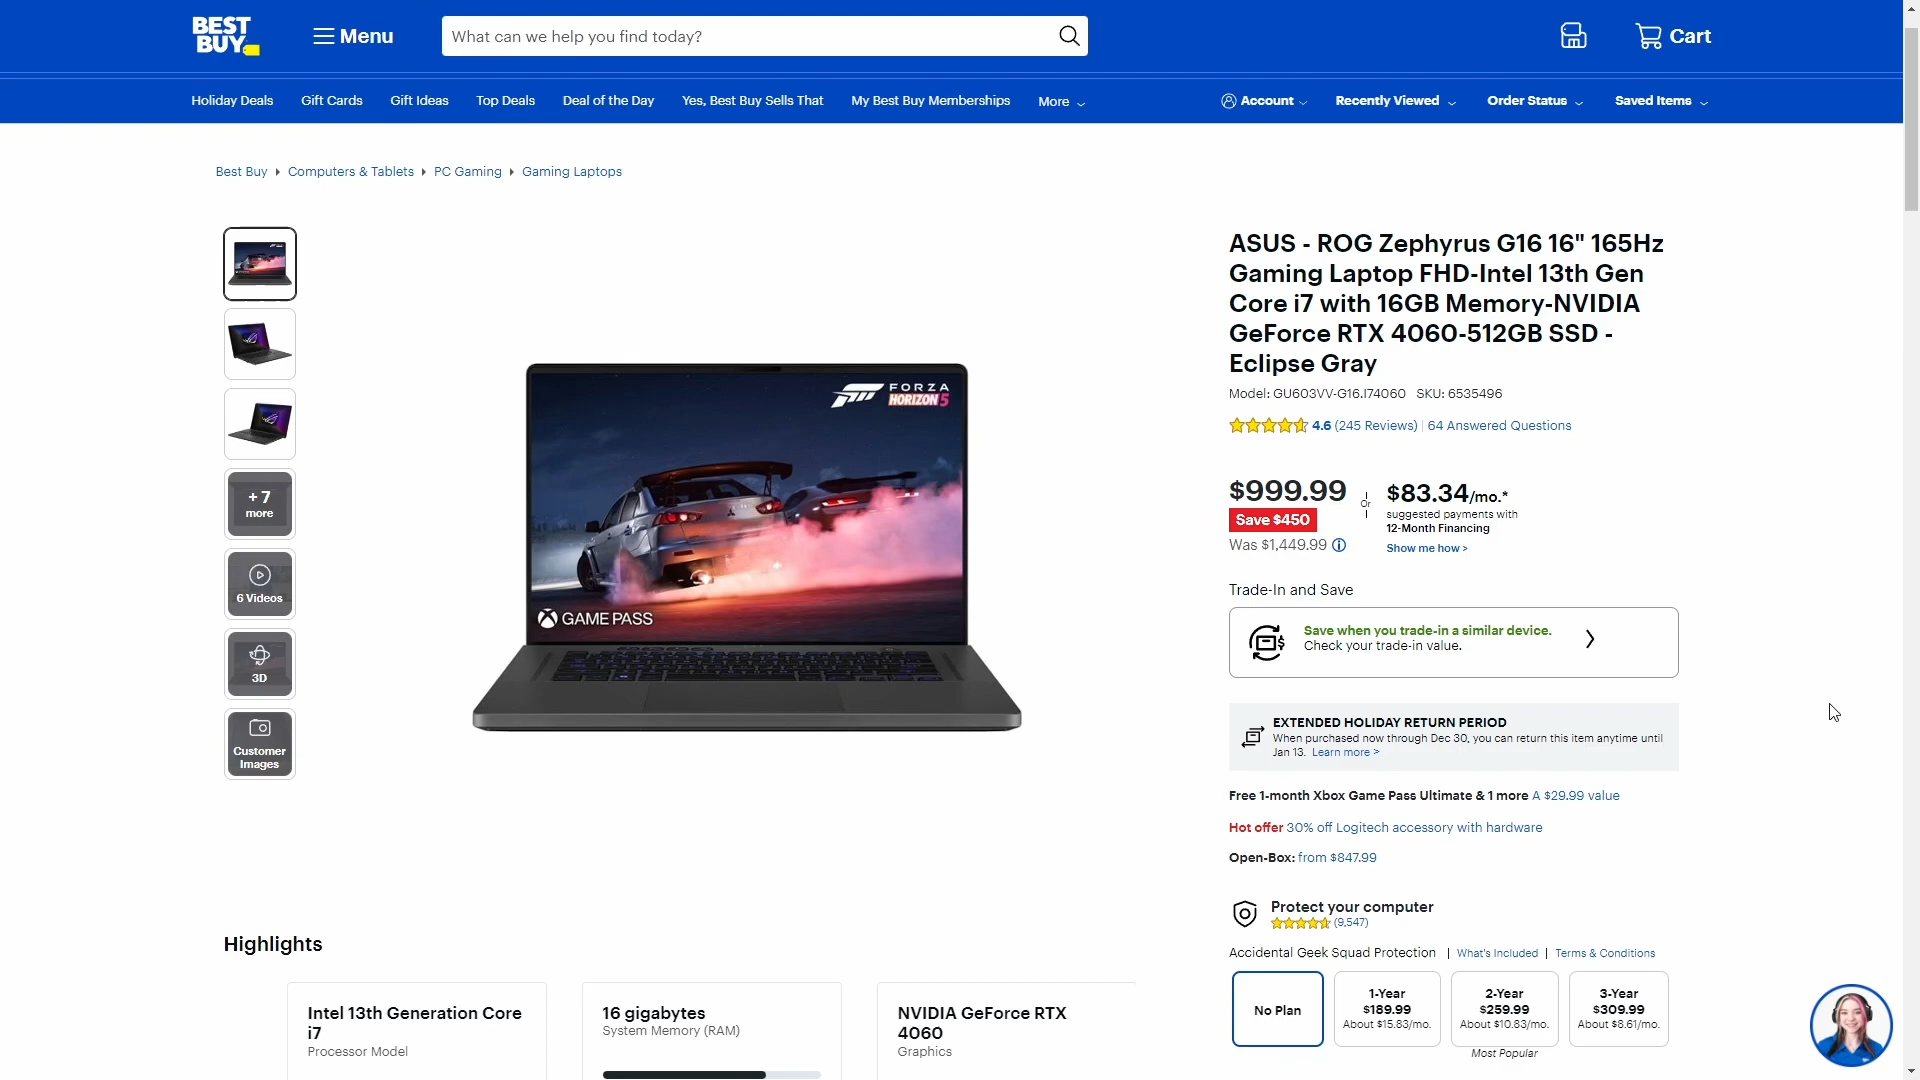 BEST BUY
Menu
What can we help you find today?
Cart
Holiday Deals
Gift Cards
Gift Ideas
Top Deals
Deal of the Day
Yes, Best Buy Sells That
My Best Buy Memberships
More
Account
Recently Viewed
Order Status
Saved Items
Best Buy
Computers & Tablets
PC Gaming
Gaming Laptops
+ 7
more
6 Videos
3D
Customer
Images
FORZA
HORIZON 5
GAME PASS
ASUS - ROG Zephyrus G16 16" 165Hz
Gaming Laptop FHD-Intel 13th Gen
Core i7 with 16GB Memory-NVIDIA
GeForce RTX 4060-512GB SSD -
Eclipse Gray
Model: GU603VV-G16.I74060 SKU: 6535496
4.6 (245 Reviews) | 64 Answered Questions
$999.99
Save $450
Was $1,449.99
Or
$83.34/mo.*
suggested payments with
12-Month Financing
Show me how >
Trade-In and Save
Save when you trade-in a similar device.
Check your trade-in value.
EXTENDED HOLIDAY RETURN PERIOD
When purchased now through Dec 30, you can return this item anytime until
Jan 13. Learn more >
Free 1-month Xbox Game Pass Ultimate & 1 more A $29.99 value
Hot offer 30% off Logitech accessory with hardware
Open-Box: from $847.99
Protect your computer
(9,547)
Accidental Geek Squad Protection | What's Included | Terms & Conditions
No Plan
1-Year
$189.99
About $15.83/mo.
2-Year
$259.99
About $10.83/mo.
Most Popular
3-Year
$309.99
About $8.61/mo.
Highlights
Intel 13th Generation Core
i7
Processor Model
16 gigabytes
System Memory (RAM)
NVIDIA GeForce RTX
4060
Graphics